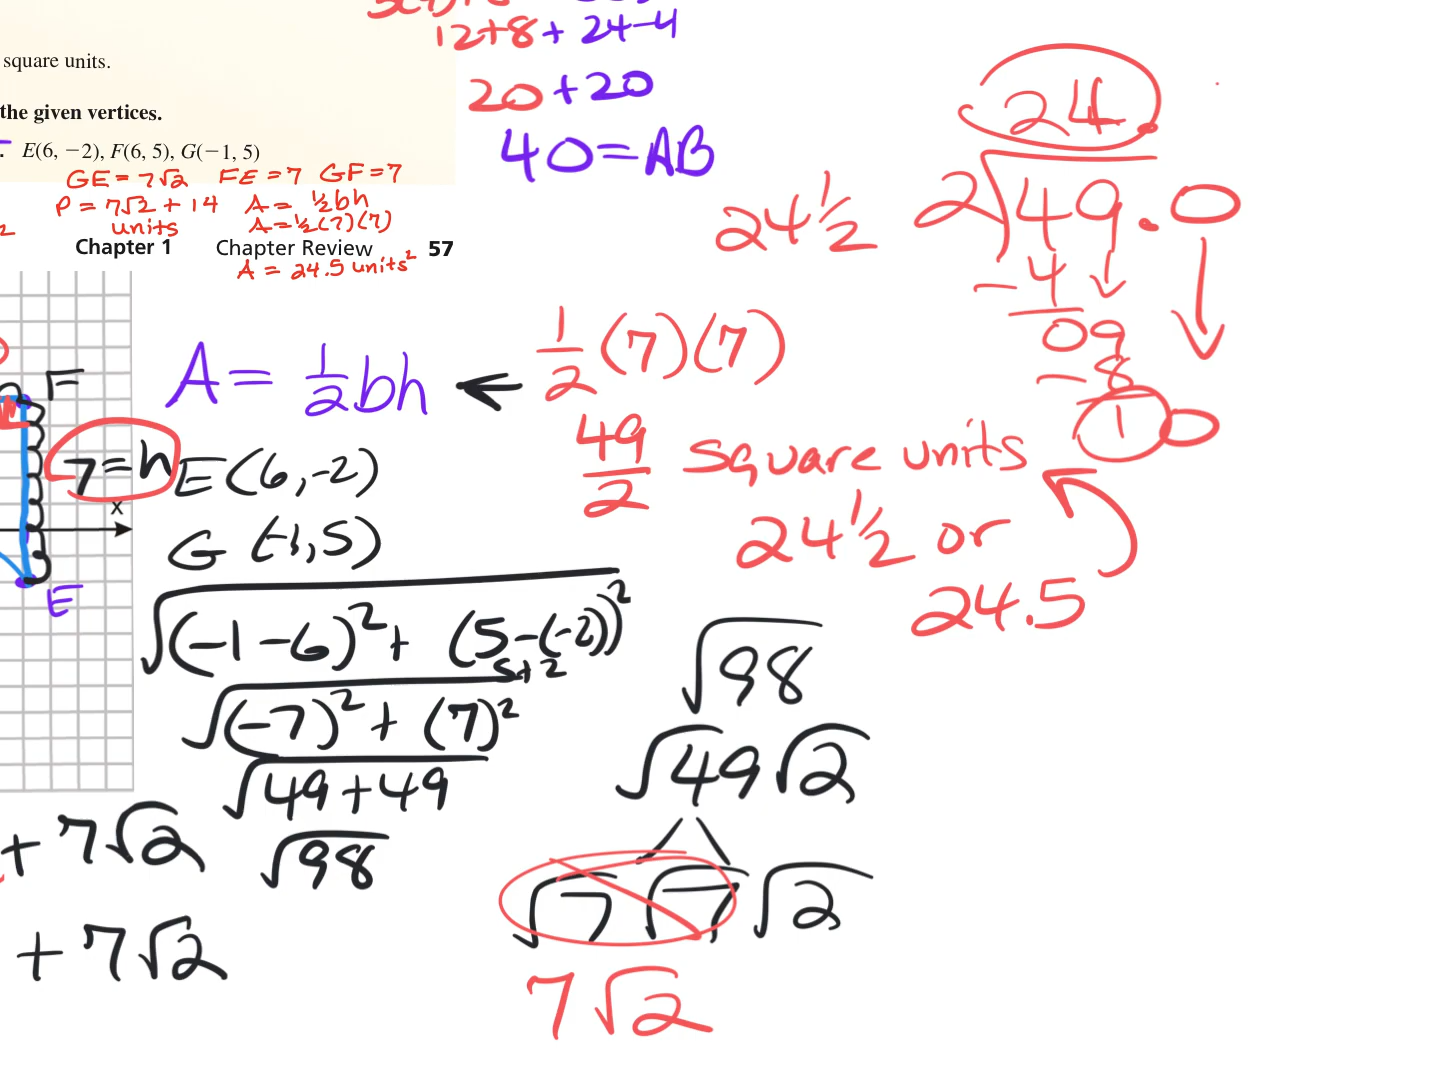 12+8 + 24-4
square units.
20 + 20
the given vertices.
40 = AB
E(6, −2), F(6, 5), G(−1, 5)
GE = 7√2 FE = 7 GF = 7
P = 7√2 + 14 A = ½bh
units A = ½(7)(7)
Chapter 1 Chapter Review 57
A = 24.5 units²
24.
2)49.0
-4
09
-8
10
24 ½
½ (7)(7)
A = ½bh ←
F
49/2 square units
7=h
E(6,-2)
x
24 ½ or
G (-1,5)
24.5
E
√(-1-6)² + (5-(-2))²
5+2
√98
√(-7)² + (7)²
√49 √2
√49+49
+ 7√2
√98
√7 √7 √2
+ 7√2
7√2